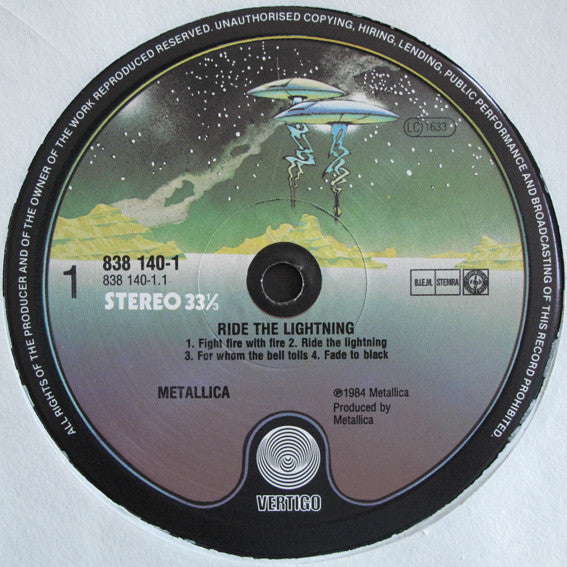 ALL RIGHTS OF THE PRODUCER AND OF THE OWNER OF THE WORK REPRODUCED RESERVED. UNAUTHORISED COPYING, HIRING, LENDING, PUBLIC PERFORMANCE AND BROADCASTING OF THIS RECORD PROHIBITED.
LC 1633
1
838 140-1
838 140-1.1
STEREO 33⅓
B.I.E.M. STEMRA
RIDE THE LIGHTNING
1. Fight fire with fire 2. Ride the lightning
3. For whom the bell tolls 4. Fade to black
METALLICA
℗1984 Metallica
Produced by
Metallica
VERTIGO